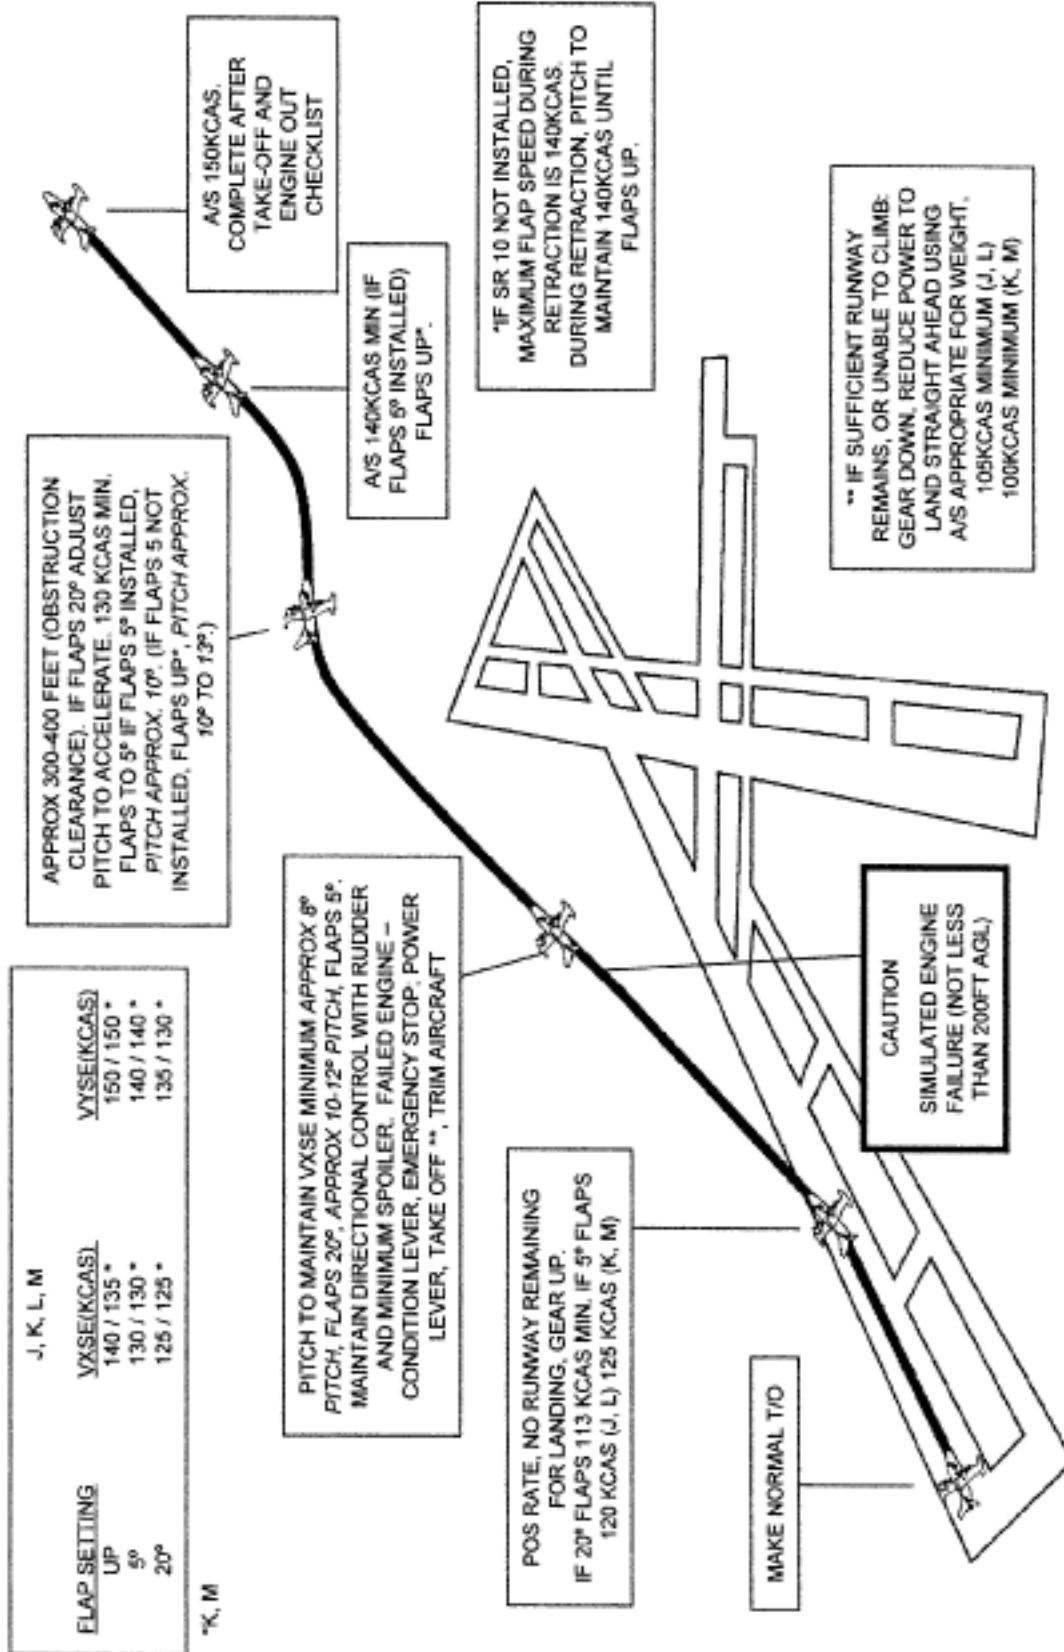 J, K, L, M
FLAP SETTING VXSE(KCAS) VYSE(KCAS)
UP 140 / 135 * 150 / 150 *
5º 130 / 130 * 140 / 140 *
20º 125 / 125 * 135 / 130 *
*K, M
APPROX 300-400 FEET (OBSTRUCTION
CLEARANCE). IF FLAPS 20º ADJUST
PITCH TO ACCELERATE. 130 KCAS MIN.
FLAPS TO 5º IF FLAPS 5º INSTALLED,
PITCH APPROX. 10º. (IF FLAPS 5 NOT
INSTALLED, FLAPS UP*, PITCH APPROX.
10º TO 13º.)
A/S 150KCAS.
COMPLETE AFTER
TAKE-OFF AND
ENGINE OUT
CHECKLIST
PITCH TO MAINTAIN VXSE MINIMUM APPROX 8º
PITCH, FLAPS 20º, APPROX 10-12º PITCH, FLAPS 5º.
MAINTAIN DIRECTIONAL CONTROL WITH RUDDER
AND MINIMUM SPOILER. FAILED ENGINE –
CONDITION LEVER, EMERGENCY STOP, POWER
LEVER, TAKE OFF **, TRIM AIRCRAFT
A/S 140KCAS MIN (IF
FLAPS 5º INSTALLED)
FLAPS UP*.
*IF SR 10 NOT INSTALLED,
MAXIMUM FLAP SPEED DURING
RETRACTION IS 140KCAS.
DURING RETRACTION, PITCH TO
MAINTAIN 140KCAS UNTIL
FLAPS UP.
POS RATE, NO RUNWAY REMAINING
FOR LANDING, GEAR UP.
IF 20º FLAPS 113 KCAS MIN. IF 5º FLAPS
120 KCAS (J, L) 125 KCAS (K, M)
MAKE NORMAL T/O
CAUTION
SIMULATED ENGINE
FAILURE (NOT LESS
THAN 200FT AGL)
** IF SUFFICIENT RUNWAY
REMAINS, OR UNABLE TO CLIMB:
GEAR DOWN, REDUCE POWER TO
LAND STRAIGHT AHEAD USING
A/S APPROPRIATE FOR WEIGHT,
105KCAS MINIMUM (J, L)
100KCAS MINIMUM (K, M)